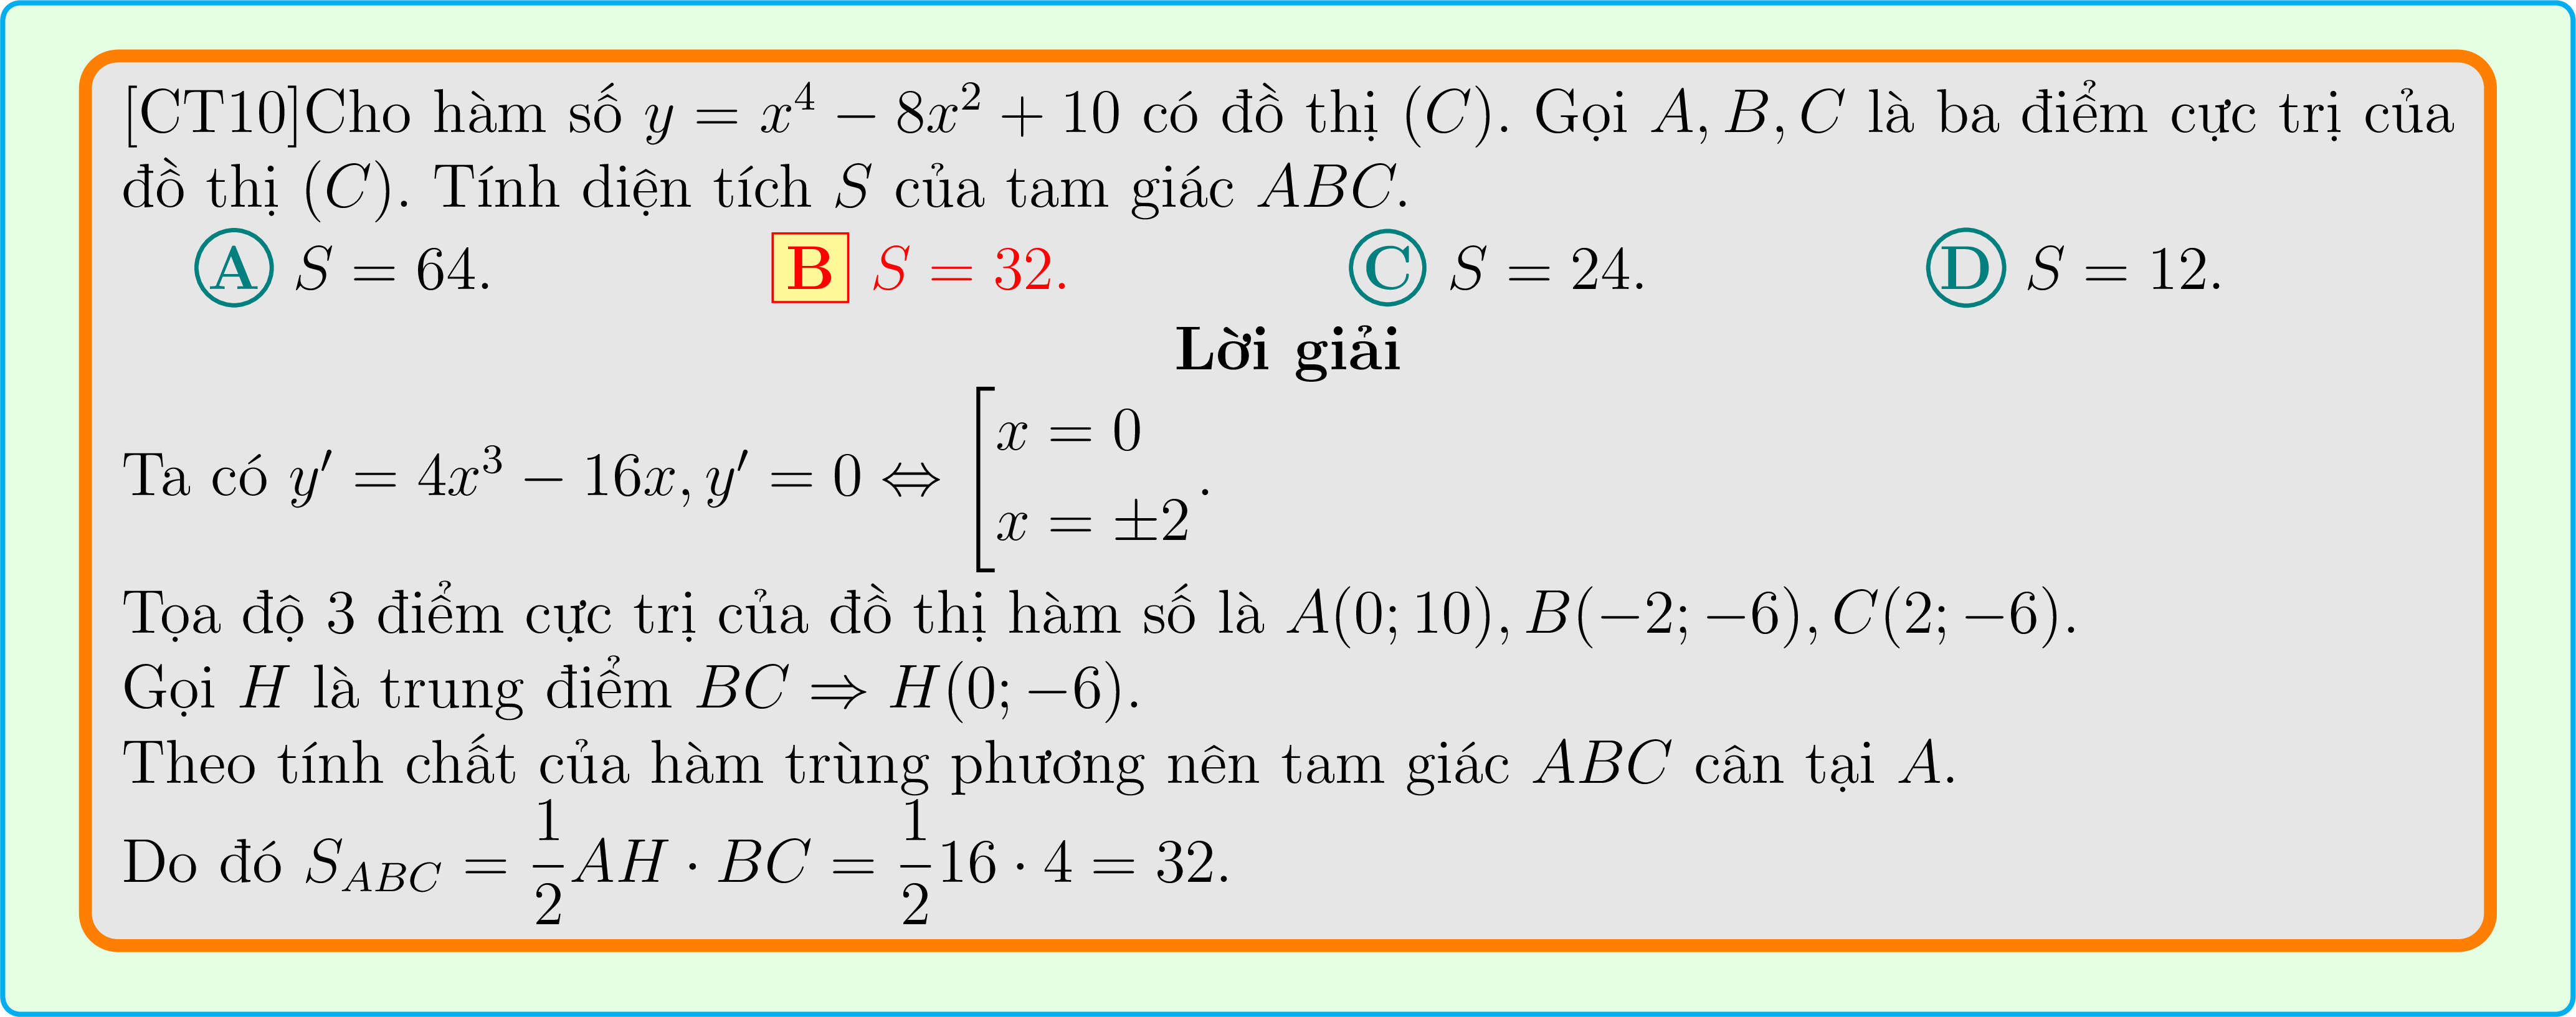 [CT10]Cho hàm số $y = x^4 - 8x^2 + 10$ có đồ thị $(C)$. Gọi $A, B, C$ là ba điểm cực trị của
đồ thị $(C)$. Tính diện tích $S$ của tam giác $ABC$.
A $S = 64$. B $S = 32$. C $S = 24$. D $S = 12$.
Lời giải
Ta có $y' = 4x^3 - 16x, y' = 0 \Leftrightarrow \left[\begin{array}{l} x = 0 \\ x = \pm 2 \end{array}\right.$.
Tọa độ 3 điểm cực trị của đồ thị hàm số là $A(0; 10), B(-2; -6), C(2; -6)$.
Gọi $H$ là trung điểm $BC \Rightarrow H(0; -6)$.
Theo tính chất của hàm trùng phương nên tam giác $ABC$ cân tại $A$.
Do đó $S_{ABC} = \frac{1}{2}AH \cdot BC = \frac{1}{2}16 \cdot 4 = 32$.